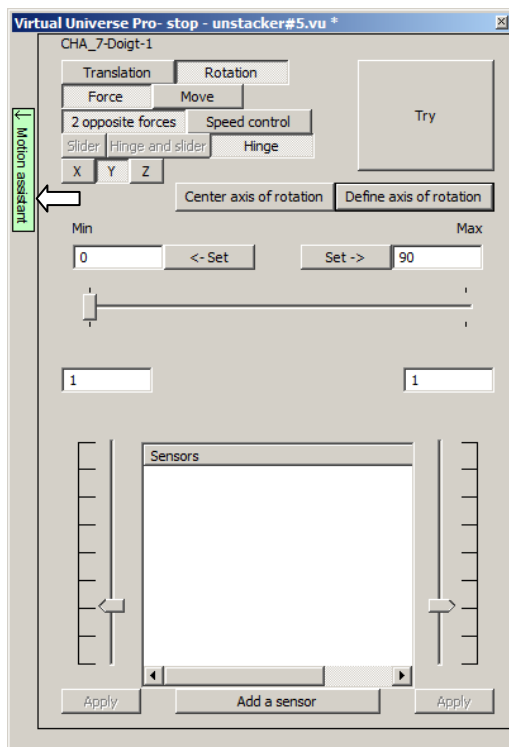 Virtual Universe Pro- stop - unstacker#5.vu *
CHA_7-Doigt-1
Translation Rotation
Force Move
Try
2 opposite forces Speed control
Slider Hinge and slider Hinge
X Y Z
Motion assistant
Center axis of rotation Define axis of rotation
Min Max
0 <- Set Set -> 90
1 1
Sensors
Apply Add a sensor Apply